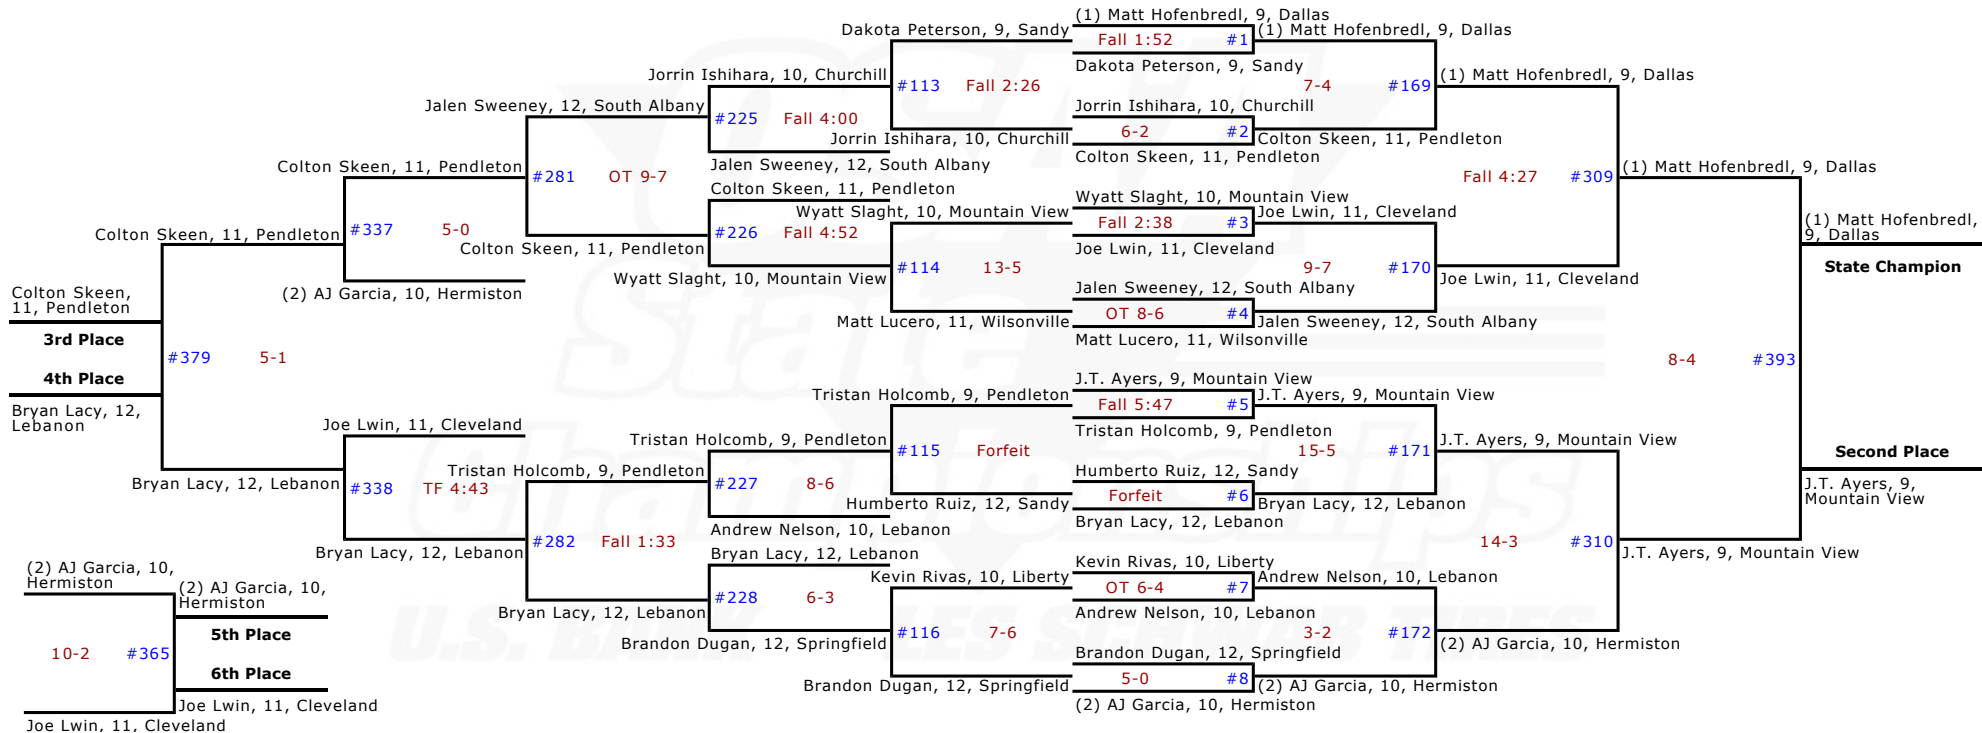 (1) Matt Hofenbredl, 9, Dallas
Dakota Peterson, 9, Sandy
Fall 1:52 #1
(1) Matt Hofenbredl, 9, Dallas
Dakota Peterson, 9, Sandy
Jorrin Ishihara, 10, Churchill
#113 Fall 2:26
7-4 #169
(1) Matt Hofenbredl, 9, Dallas
Jalen Sweeney, 12, South Albany
#225 Fall 4:00
Jorrin Ishihara, 10, Churchill
Jorrin Ishihara, 10, Churchill
6-2 #2
Colton Skeen, 11, Pendleton
Colton Skeen, 11, Pendleton
Jalen Sweeney, 12, South Albany
Colton Skeen, 11, Pendleton
#281 OT 9-7
Fall 4:27 #309
(1) Matt Hofenbredl, 9, Dallas
Colton Skeen, 11, Pendleton
Wyatt Slaght, 10, Mountain View
Wyatt Slaght, 10, Mountain View
Fall 2:38 #3
Joe Lwin, 11, Cleveland
(1) Matt Hofenbredl,
9, Dallas
Colton Skeen, 11, Pendleton
#337 5-0
#226 Fall 4:52
Colton Skeen, 11, Pendleton
Joe Lwin, 11, Cleveland
State Champion
#114 13-5
9-7 #170
Wyatt Slaght, 10, Mountain View
Joe Lwin, 11, Cleveland
(2) AJ Garcia, 10, Hermiston
Jalen Sweeney, 12, South Albany
Colton Skeen,
11, Pendleton
OT 8-6 #4
Matt Lucero, 11, Wilsonville
Jalen Sweeney, 12, South Albany
Matt Lucero, 11, Wilsonville
3rd Place
#379 5-1
8-4 #393
4th Place
Bryan Lacy, 12,
Lebanon
J.T. Ayers, 9, Mountain View
Tristan Holcomb, 9, Pendleton
Fall 5:47 #5
J.T. Ayers, 9, Mountain View
Joe Lwin, 11, Cleveland
Tristan Holcomb, 9, Pendleton
Tristan Holcomb, 9, Pendleton
#115 Forfeit
15-5 #171
J.T. Ayers, 9, Mountain View
Second Place
Tristan Holcomb, 9, Pendleton
Humberto Ruiz, 12, Sandy
Bryan Lacy, 12, Lebanon
#338 TF 4:43
#227 8-6
J.T. Ayers, 9,
Mountain View
Humberto Ruiz, 12, Sandy
Forfeit #6
Bryan Lacy, 12, Lebanon
Bryan Lacy, 12, Lebanon
Andrew Nelson, 10, Lebanon
#282 Fall 1:33
14-3 #310
Bryan Lacy, 12, Lebanon
Bryan Lacy, 12, Lebanon
J.T. Ayers, 9, Mountain View
Kevin Rivas, 10, Liberty
(2) AJ Garcia, 10,
Hermiston
Kevin Rivas, 10, Liberty
OT 6-4 #7
Andrew Nelson, 10, Lebanon
(2) AJ Garcia, 10,
Hermiston
#228 6-3
Bryan Lacy, 12, Lebanon
Andrew Nelson, 10, Lebanon
5th Place
#116 7-6
3-2 #172
Brandon Dugan, 12, Springfield
(2) AJ Garcia, 10, Hermiston
10-2 #365
Brandon Dugan, 12, Springfield
6th Place
5-0 #8
Brandon Dugan, 12, Springfield
(2) AJ Garcia, 10, Hermiston
(2) AJ Garcia, 10, Hermiston
Joe Lwin, 11, Cleveland
Joe Lwin, 11, Cleveland
State
Championships